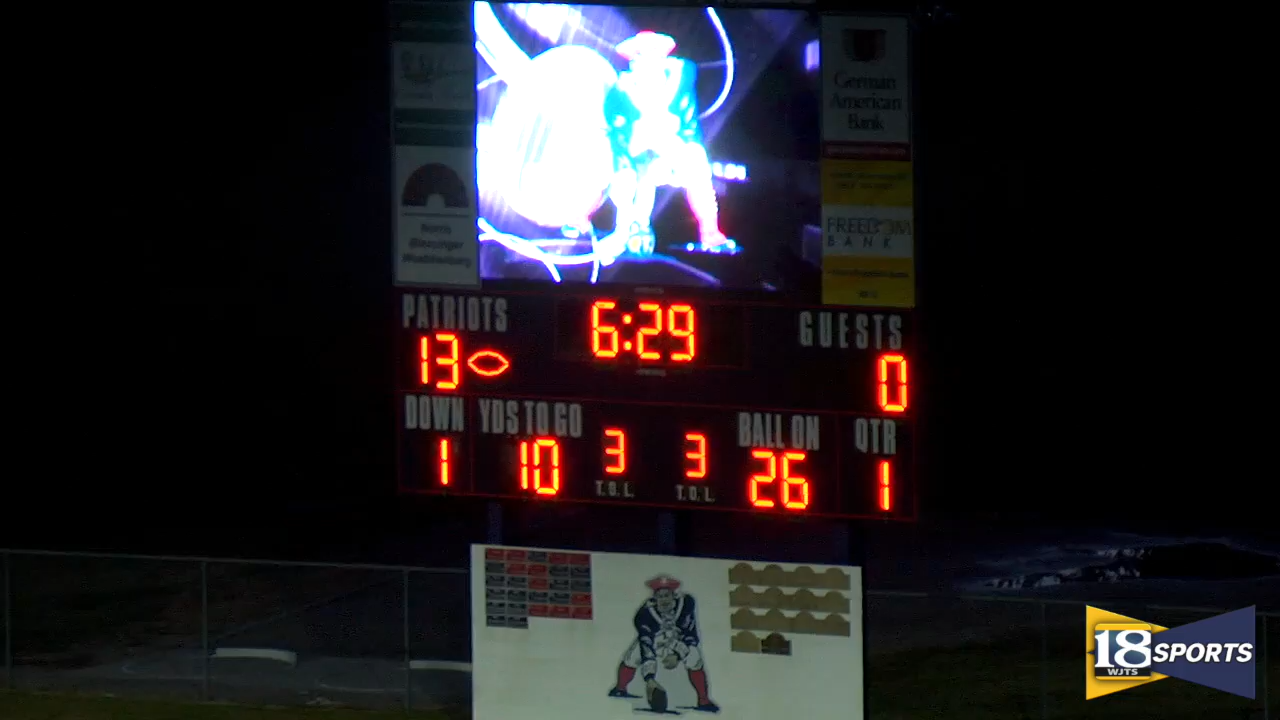 German
American
Bank
FREEDOM
BANK
PATRIOTS
6:29
GUESTS
13
0
DOWN
YDS TO GO
BALL ON
QTR
1
10
3
3
26
1
T.O.L.
T.O.L.
18 SPORTS
WJTS